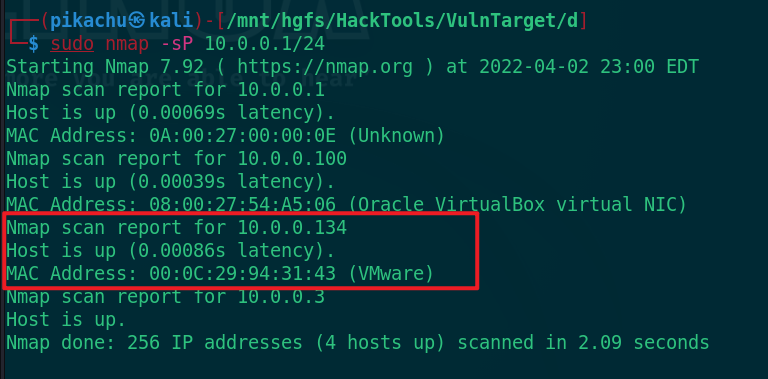 ┌──(pikachu㉿kali)-[/mnt/hgfs/HackTools/VulnTarget/d]
└─$ sudo nmap -sP 10.0.0.1/24
Starting Nmap 7.92 ( https://nmap.org ) at 2022-04-02 23:00 EDT
Nmap scan report for 10.0.0.1
Host is up (0.00069s latency).
MAC Address: 0A:00:27:00:00:0E (Unknown)
Nmap scan report for 10.0.0.100
Host is up (0.00039s latency).
MAC Address: 08:00:27:54:A5:06 (Oracle VirtualBox virtual NIC)
Nmap scan report for 10.0.0.134
Host is up (0.00086s latency).
MAC Address: 00:0C:29:94:31:43 (VMware)
Nmap scan report for 10.0.0.3
Host is up.
Nmap done: 256 IP addresses (4 hosts up) scanned in 2.09 seconds